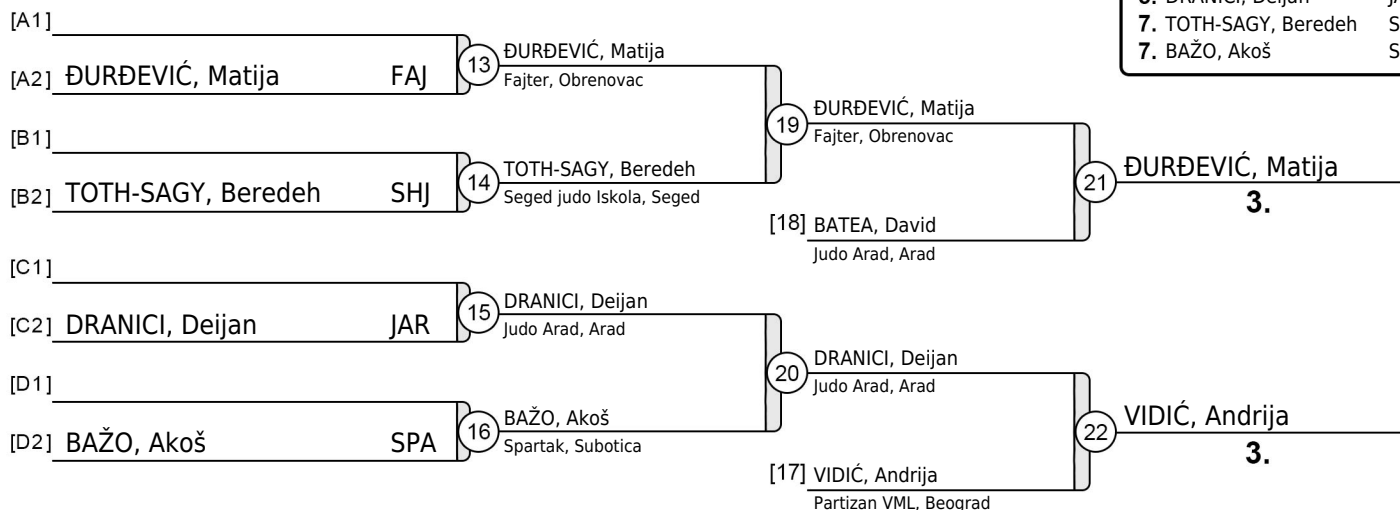 DRANICI, Deijan
7. TOTH-SAGY, Beredeh S
7. BAŽO, Akoš S
[A1]
[A2] ĐURĐEVIĆ, Matija FAJ
13 ĐURĐEVIĆ, Matija
Fajter, Obrenovac
[B1]
[B2] TOTH-SAGY, Beredeh SHJ
14 TOTH-SAGY, Beredeh
Seged judo Iskola, Seged
19 ĐURĐEVIĆ, Matija
Fajter, Obrenovac
[18] BATEA, David
Judo Arad, Arad
21 ĐURĐEVIĆ, Matija
3.
[C1]
[C2] DRANICI, Deijan JAR
15 DRANICI, Deijan
Judo Arad, Arad
[D1]
[D2] BAŽO, Akoš SPA
16 BAŽO, Akoš
Spartak, Subotica
20 DRANICI, Deijan
Judo Arad, Arad
[17] VIDIĆ, Andrija
Partizan VML, Beograd
22 VIDIĆ, Andrija
3.